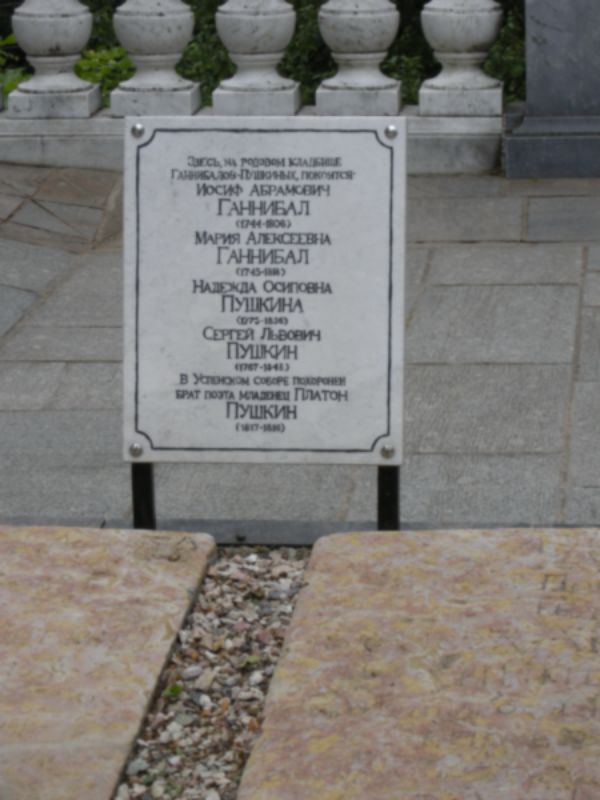 Здесь, на родовом кладбище
Ганнибалов-Пушкиных, покоятся:
Иосиф Абрамович
ГАННИБАЛ
(1744-1806)
Мария Алексеевна
ГАННИБАЛ
(1745-1818)
Надежда Осиповна
ПУШКИНА
(1775-1836)
Сергей Львович
ПУШКИН
(1767-1848)
В Успенском соборе похоронен
брат поэта младенец Платон
ПУШКИН
(1817-1819)